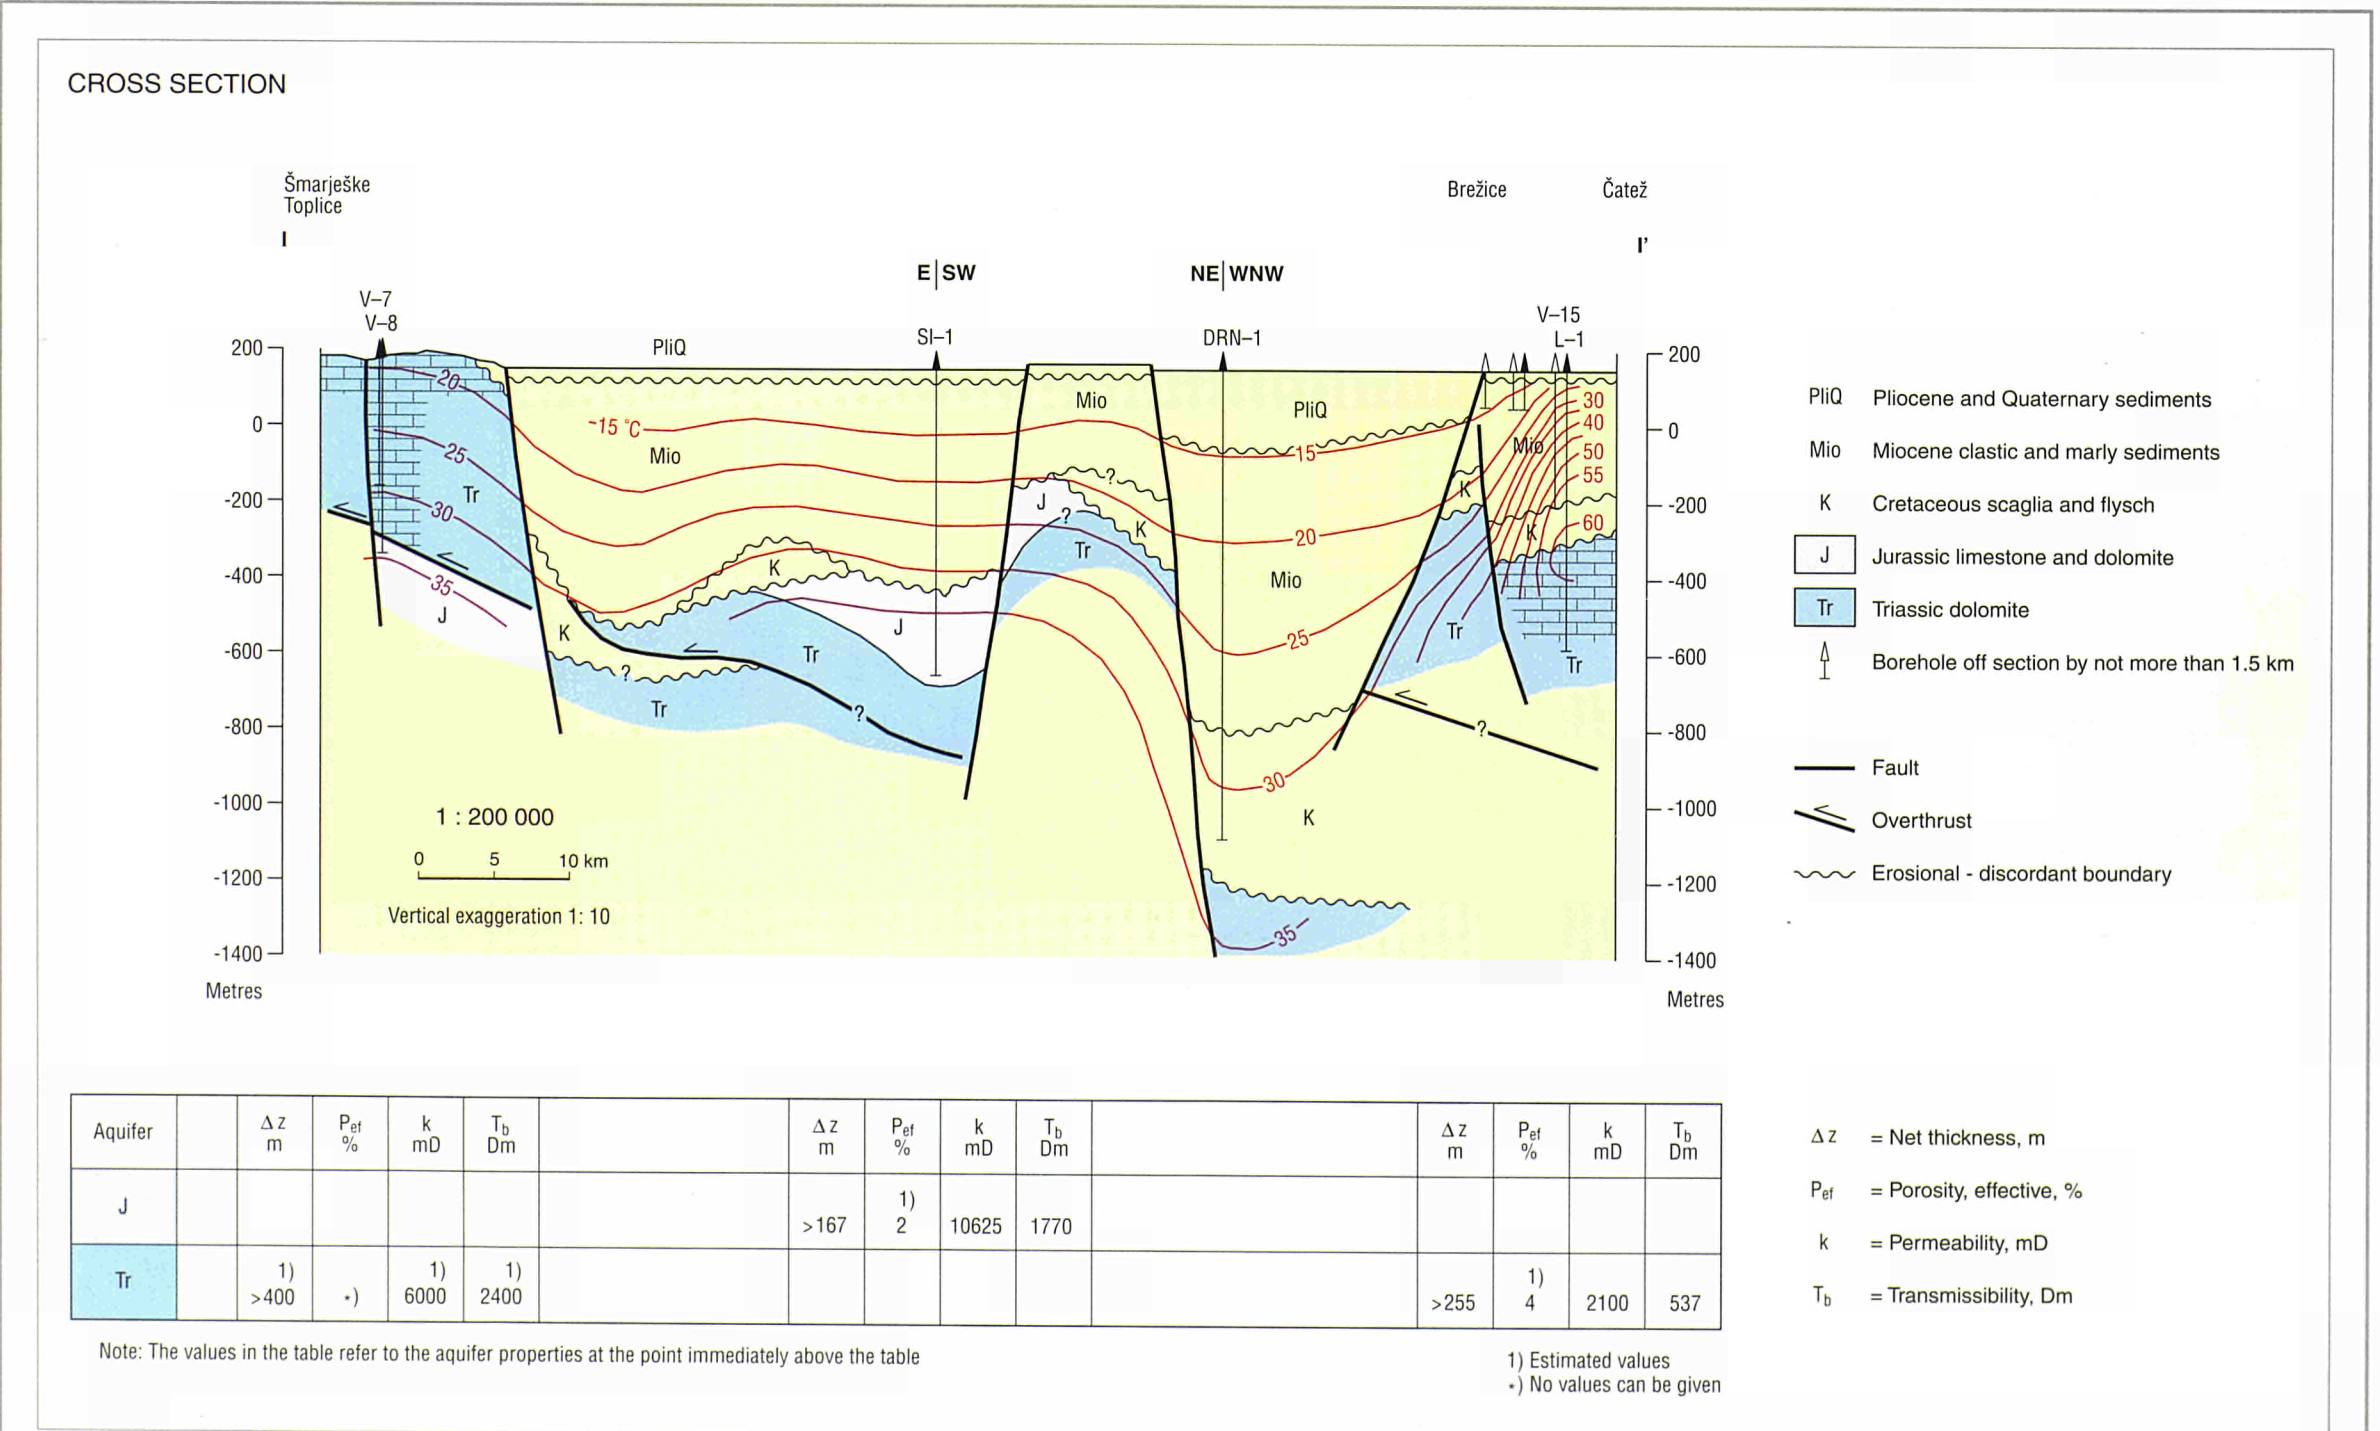 CROSS SECTION
Šmarješke
Toplice
I
Brežice
Čatež
I'
E SW
NE WNW
V–7
V–8
SI–1
DRN–1
V–15
L–1
200
0
-200
-400
-600
-800
-1000
-1200
-1400
Metres
200
0
-200
-400
-600
-800
-1000
-1200
-1400
Metres
PliQ
Mio
PliQ
20
~15 °C
Mio
15
Mio
30
40
50
55
60
25
Tr
30
35
J
K
K
J
Tr
?
Tr
?
J
?
?
K
Tr
20
Mio
25
30
K
35
K
K
Tr
Tr
?
1 : 200 000
0 5 10 km
Vertical exaggeration 1: 10
PliQ Pliocene and Quaternary sediments
Mio Miocene clastic and marly sediments
K Cretaceous scaglia and flysch
J Jurassic limestone and dolomite
Tr Triassic dolomite
Borehole off section by not more than 1.5 km
Fault
Overthrust
Erosional - discordant boundary
Aquifer Δ z m Pef % k mD Tb Dm Δ z m Pef % k mD Tb Dm Δ z m Pef % k mD Tb Dm
J >167 1) 2 10625 1770
Tr 1) >400 *) 1) 6000 1) 2400 >255 1) 4 2100 537
Δ z = Net thickness, m
Pef = Porosity, effective, %
k = Permeability, mD
Tb = Transmissibility, Dm
Note: The values in the table refer to the aquifer properties at the point immediately above the table
1) Estimated values
*) No values can be given